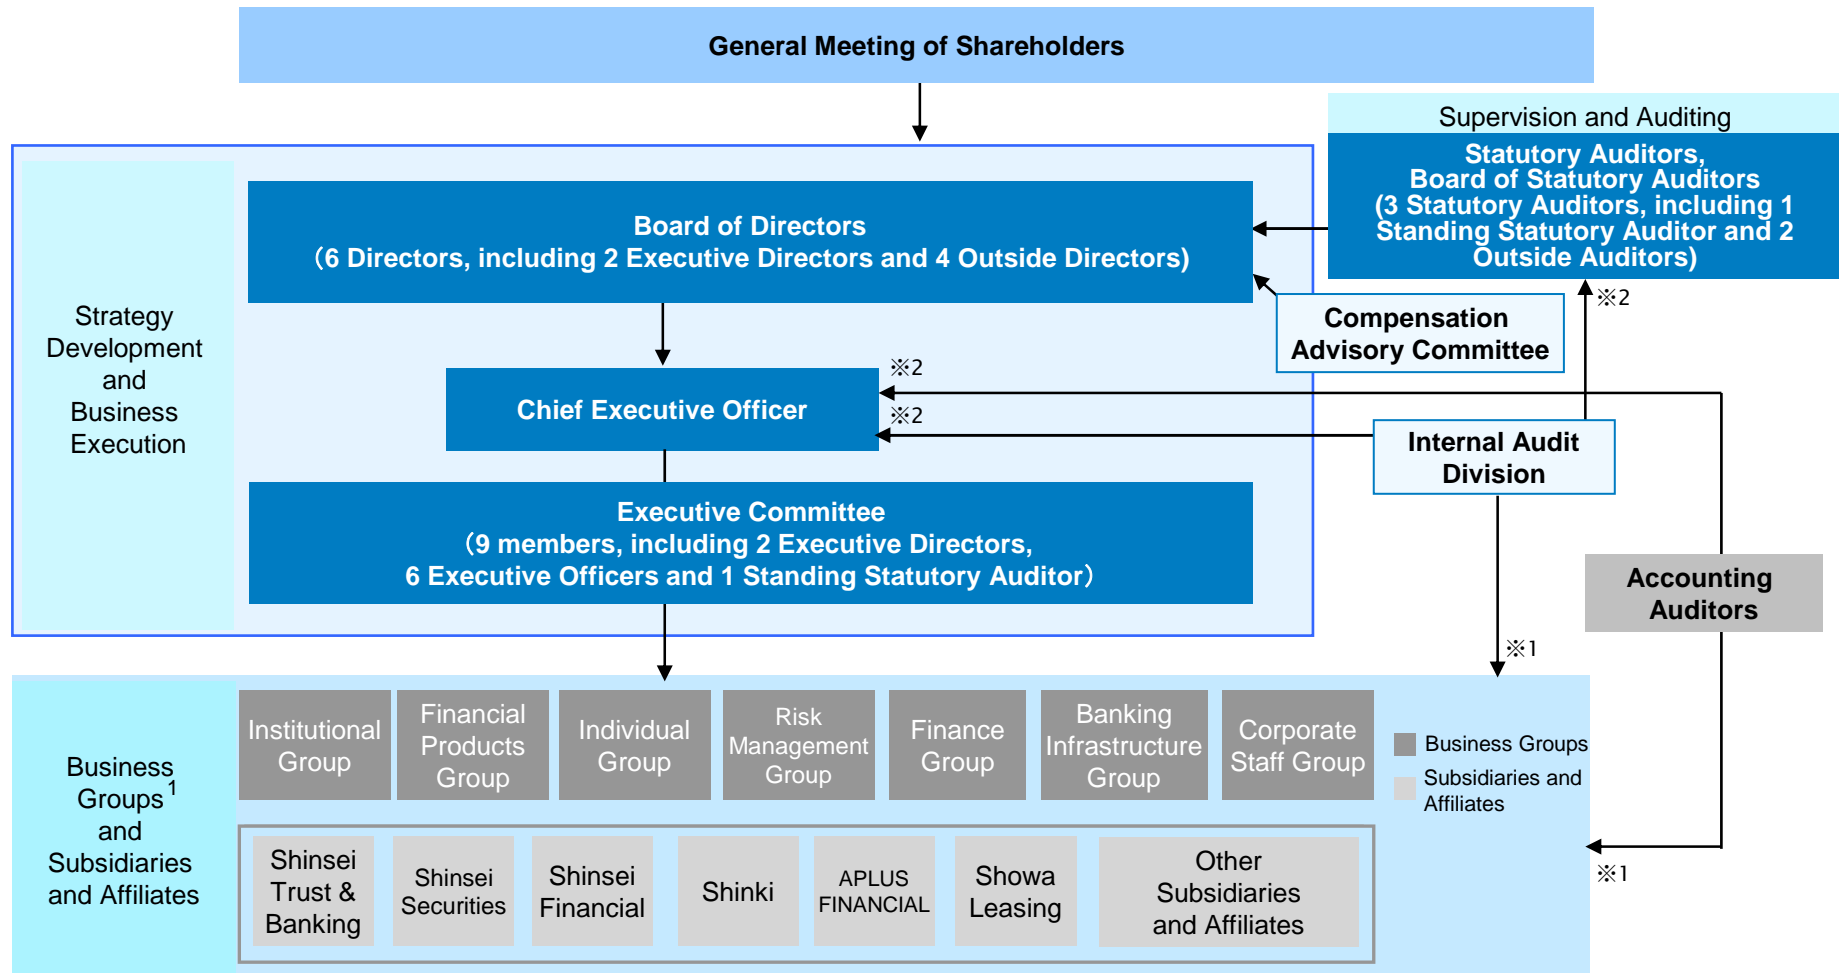 General Meeting of Shareholders
Supervision and Auditing
Statutory Auditors,
Board of Statutory Auditors
(3 Statutory Auditors, including 1
Standing Statutory Auditor and 2
Outside Auditors)
Strategy
Development
and
Business
Execution
Board of Directors
（6 Directors, including 2 Executive Directors and 4 Outside Directors)
※2
Compensation
Advisory Committee
※2
Chief Executive Officer
※2
Internal Audit
Division
Executive Committee
（9 members, including 2 Executive Directors,
6 Executive Officers and 1 Standing Statutory Auditor）
Accounting
Auditors
※1
Business
Groups1
and
Subsidiaries
and Affiliates
Institutional
Group
Financial
Products
Group
Individual
Group
Risk
Management
Group
Finance
Group
Banking
Infrastructure
Group
Corporate
Staff Group
Business Groups
Subsidiaries and
Affiliates
Shinsei
Trust &
Banking
Shinsei
Securities
Shinsei
Financial
Shinki
APLUS
FINANCIAL
Showa
Leasing
Other
Subsidiaries
and Affiliates
※1